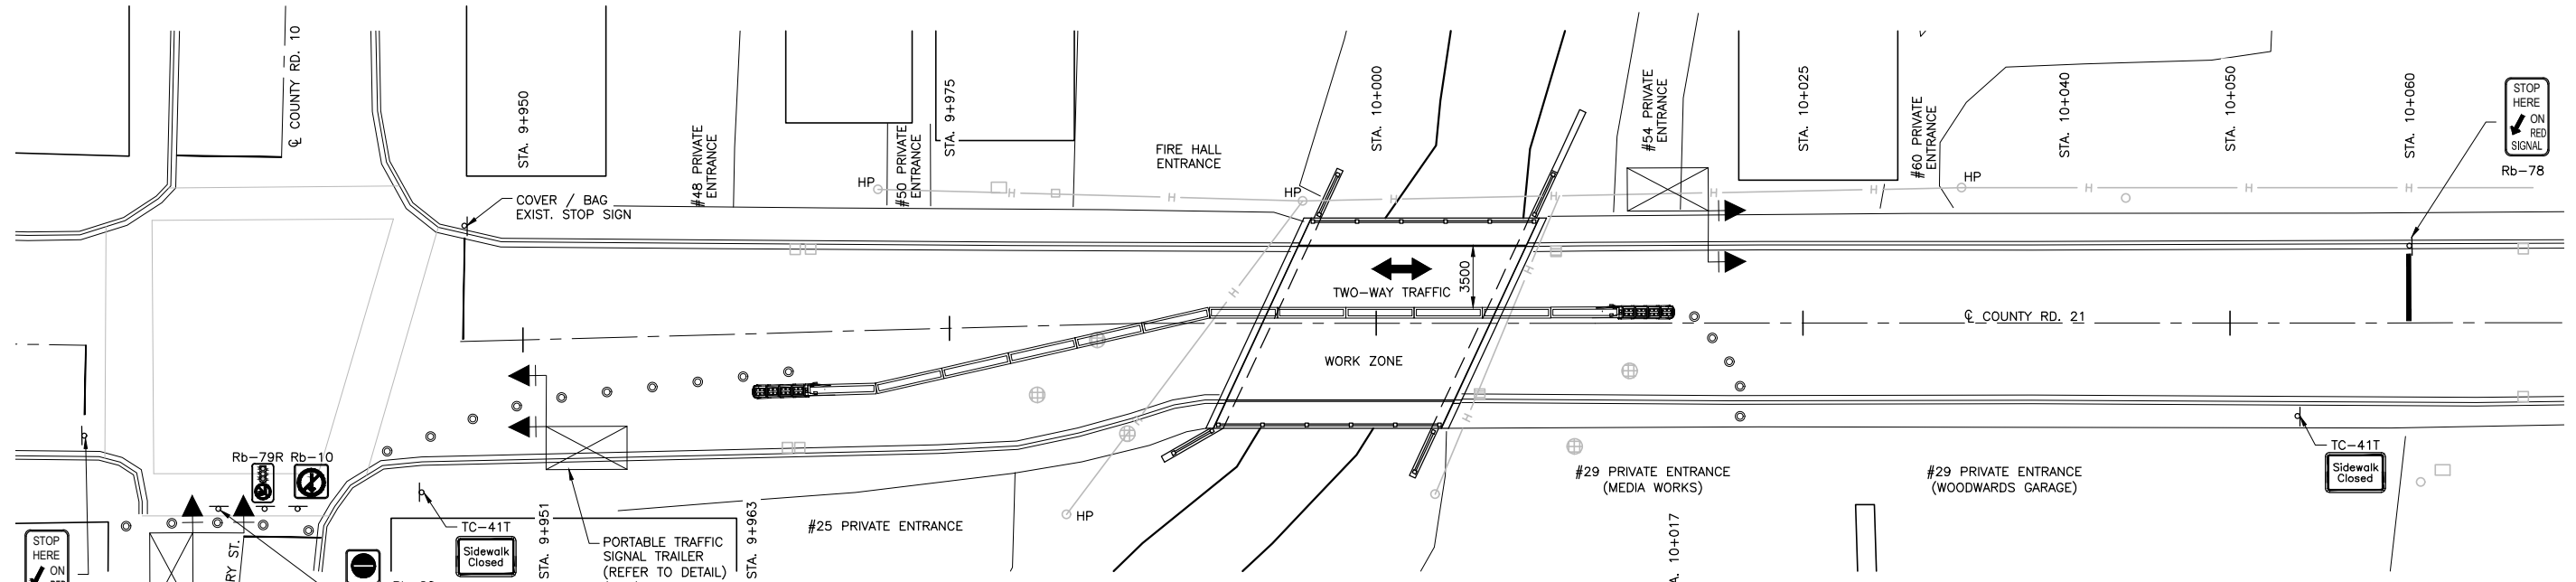 ℄ COUNTY RD. 10
STA. 9+950
COVER / BAG
EXIST. STOP SIGN
#48 PRIVATE
ENTRANCE
HP
#50 PRIVATE
ENTRANCE
STA. 9+975
FIRE HALL
ENTRANCE
HP
STA. 10+000
#54 PRIVATE
ENTRANCE
STA. 10+025
#60 PRIVATE
ENTRANCE
HP
STA. 10+040
STA. 10+050
STA. 10+060
STOP
HERE
ON
RED
SIGNAL
Rb-78
H
H
H
H
H
H
H
H
H
H
H
H
H
TWO-WAY TRAFFIC
3500
℄ COUNTY RD. 21
WORK ZONE
Rb-79R
Rb-10
TC-41T
Sidewalk
Closed
STA. 9+951
PORTABLE TRAFFIC
SIGNAL TRAILER
(REFER TO DETAIL)
STA. 9+963
#25 PRIVATE ENTRANCE
HP
#29 PRIVATE ENTRANCE
(MEDIA WORKS)
#29 PRIVATE ENTRANCE
(WOODWARDS GARAGE)
TC-41T
Sidewalk
Closed
A. 10+017
STOP
HERE
ON
RED
RY ST.